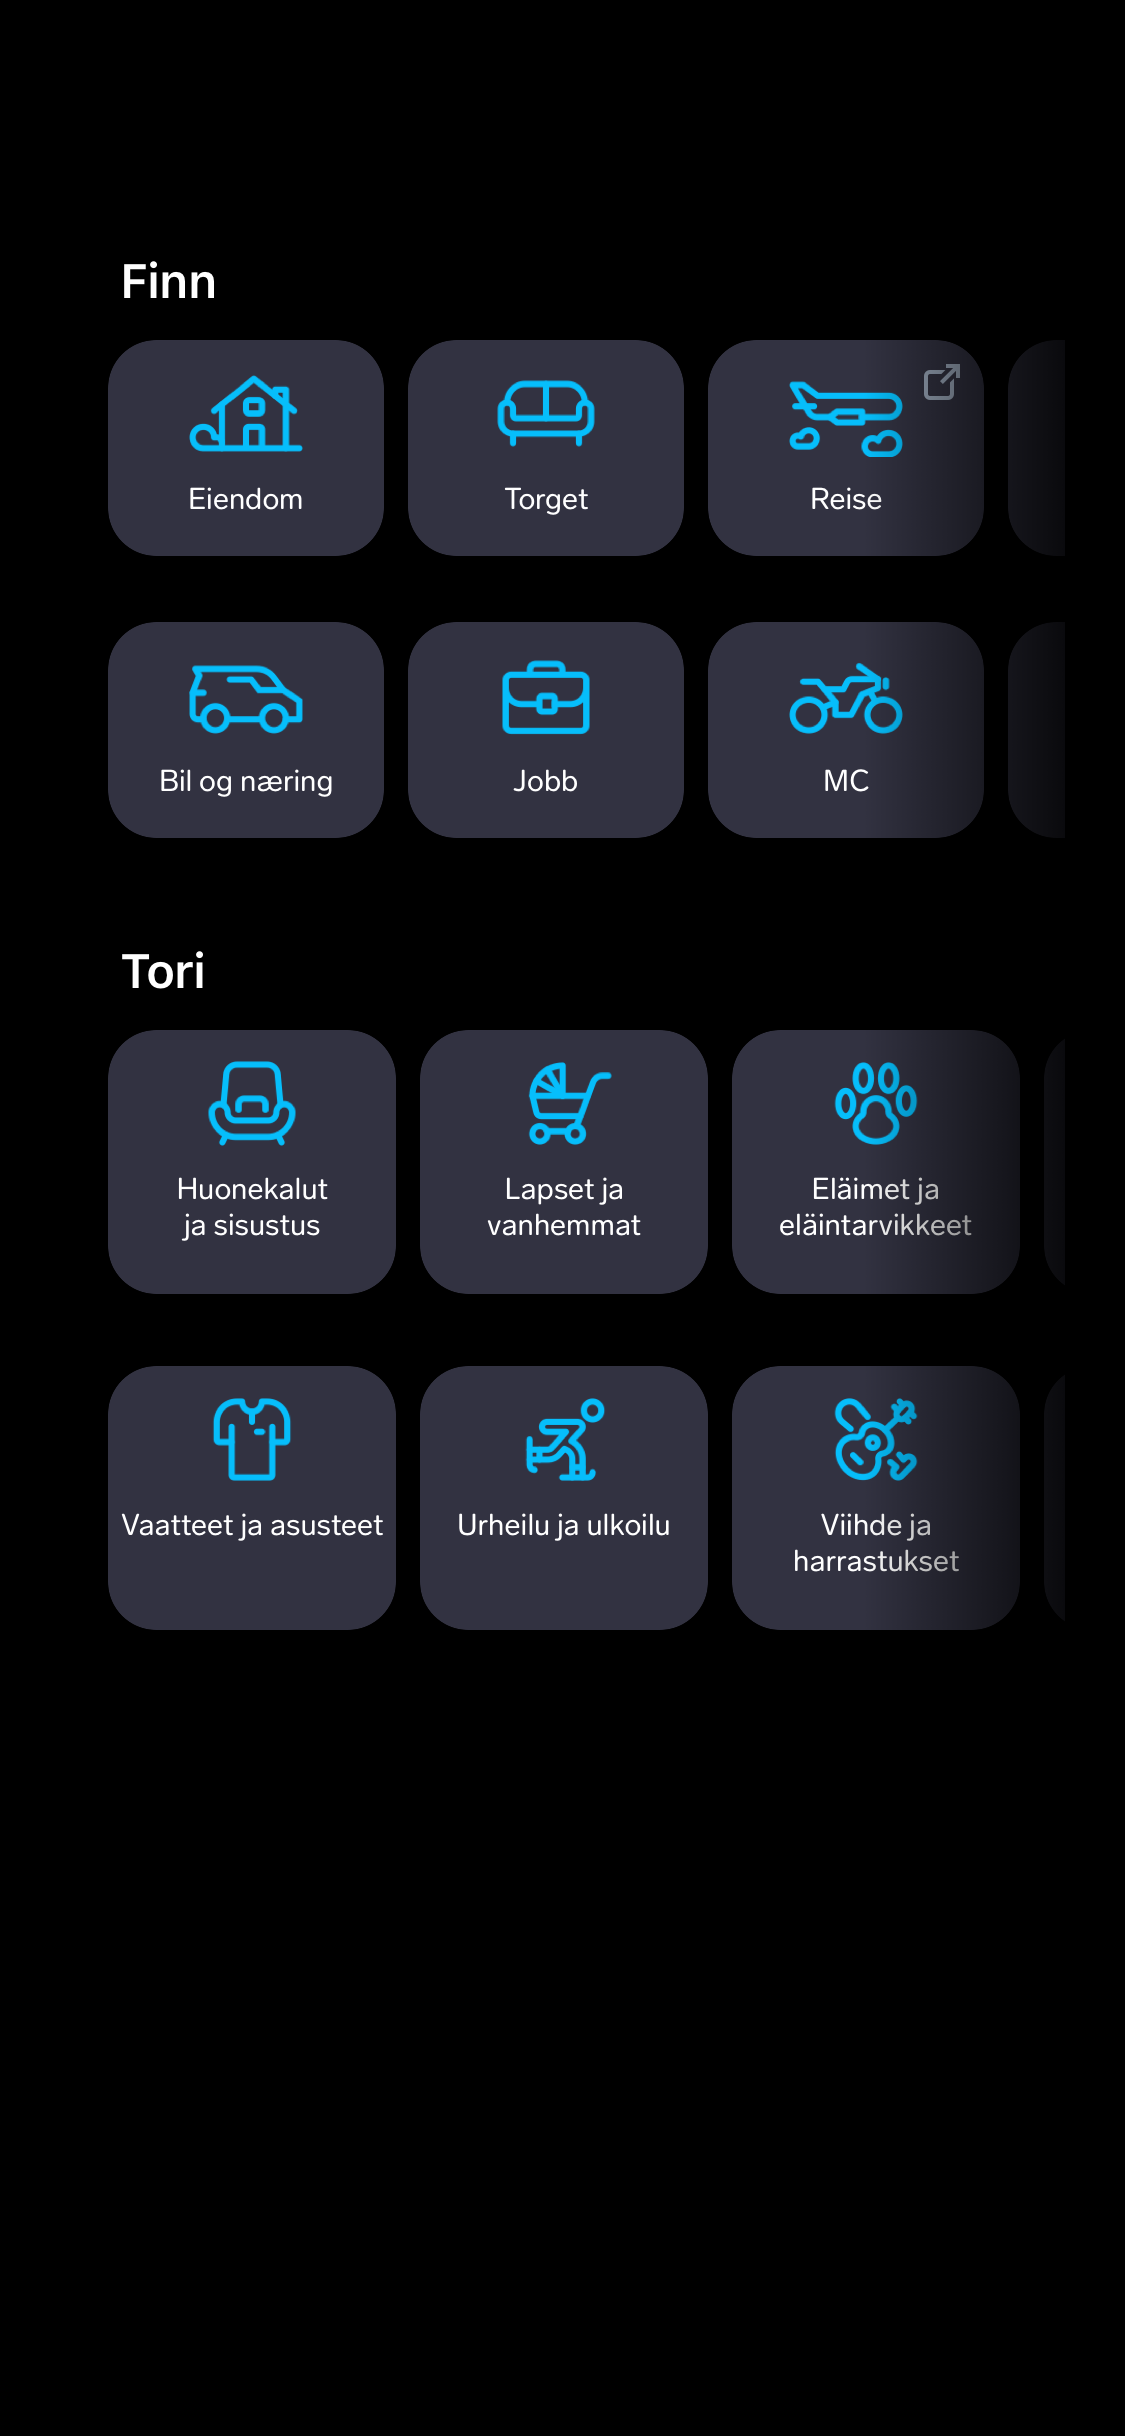 Finn
Eiendom
Torget
Reise
Bil og næring
Jobb
MC
Tori
Huonekalut
ja sisustus
Lapset ja
vanhemmat
Eläimet ja
eläintarvikkeet
Vaatteet ja asusteet
Urheilu ja ulkoilu
Viihde ja
harrastukset